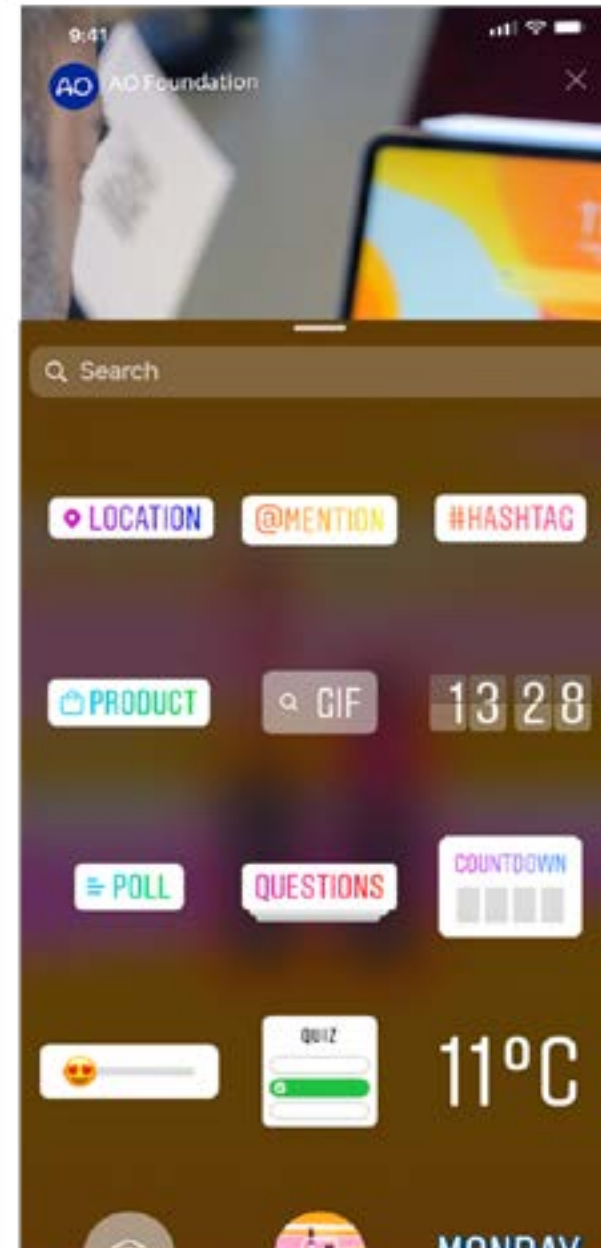 9:41
AO AO Foundation
Search
LOCATION @MENTION #HASHTAG
PRODUCT GIF 13 28
POLL QUESTIONS COUNTDOWN
QUIZ
11°C
MONDAY